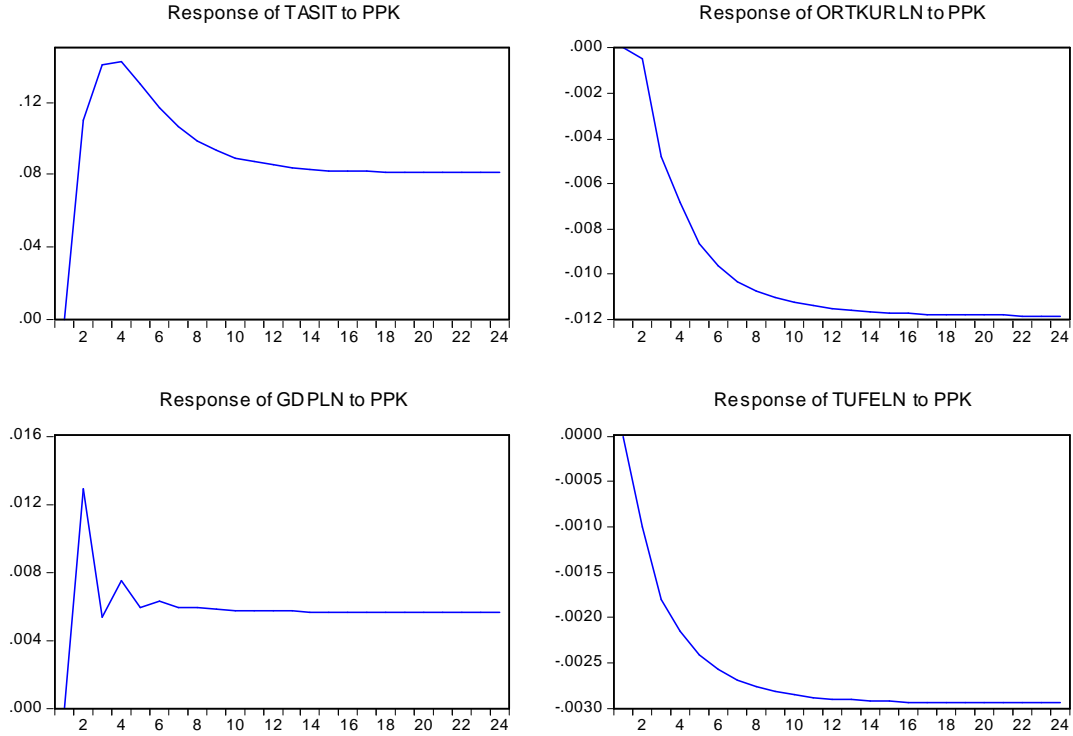 Response of TASIT to PPK
.12
.08
.04
.00
2 4 6 8 10 12 14 16 18 20 22 24
Response of ORTKURLN to PPK
.000
-.002
-.004
-.006
-.008
-.010
-.012
2 4 6 8 10 12 14 16 18 20 22 24
Response of GDPLN to PPK
.016
.012
.008
.004
.000
2 4 6 8 10 12 14 16 18 20 22 24
Response of TUFELN to PPK
.0000
-.0005
-.0010
-.0015
-.0020
-.0025
-.0030
2 4 6 8 10 12 14 16 18 20 22 24